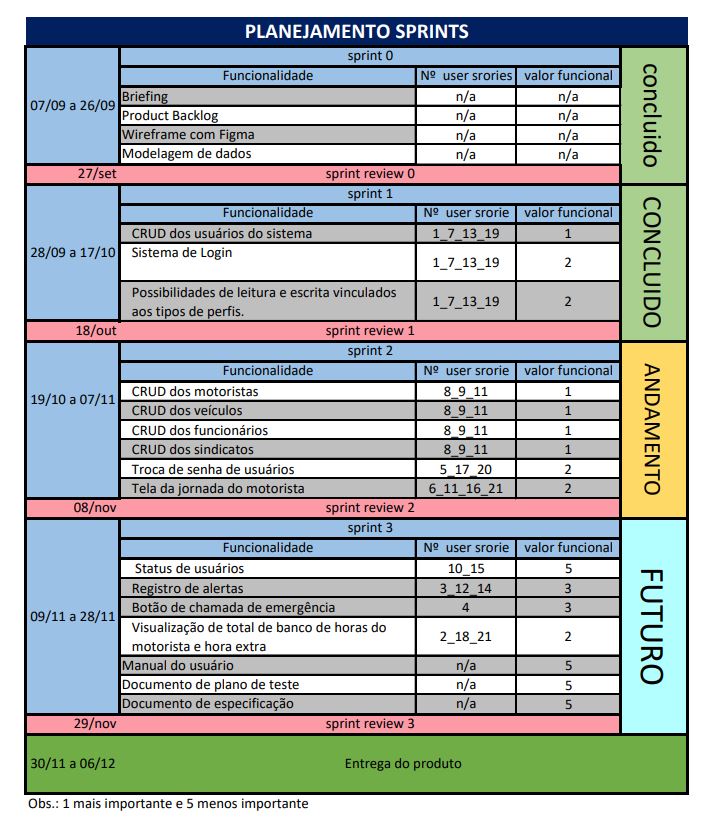 PLANEJAMENTO SPRINTS
07/09 a 26/09
sprint 0
Funcionalidade Nº user srories valor funcional
Briefing n/a n/a
Product Backlog n/a n/a
Wireframe com Figma n/a n/a
Modelagem de dados n/a n/a
concluido
27/set sprint review 0
28/09 a 17/10
sprint 1
Funcionalidade Nº user srorie valor funcional
CRUD dos usuários do sistema 1_7_13_19 1
Sistema de Login 1_7_13_19 2
Possibilidades de leitura e escrita vinculados
aos tipos de perfis. 1_7_13_19 2
CONCLUIDO
18/out sprint review 1
19/10 a 07/11
sprint 2
Funcionalidade Nº user srorie valor funcional
CRUD dos motoristas 8_9_11 1
CRUD dos veículos 8_9_11 1
CRUD dos funcionários 8_9_11 1
CRUD dos sindicatos 8_9_11 1
Troca de senha de usuários 5_17_20 2
Tela da jornada do motorista 6_11_16_21 2
ANDAMENTO
08/nov sprint review 2
09/11 a 28/11
sprint 3
Funcionalidade Nº user srorie valor funcional
Status de usuários 10_15 5
Registro de alertas 3_12_14 3
Botão de chamada de emergência 4 3
Visualização de total de banco de horas do
motorista e hora extra 2_18_21 2
Manual do usuário n/a 5
Documento de plano de teste n/a 5
Documento de especificação n/a 5
FUTURO
29/nov sprint review 3
30/11 a 06/12 Entrega do produto
Obs.: 1 mais importante e 5 menos importante